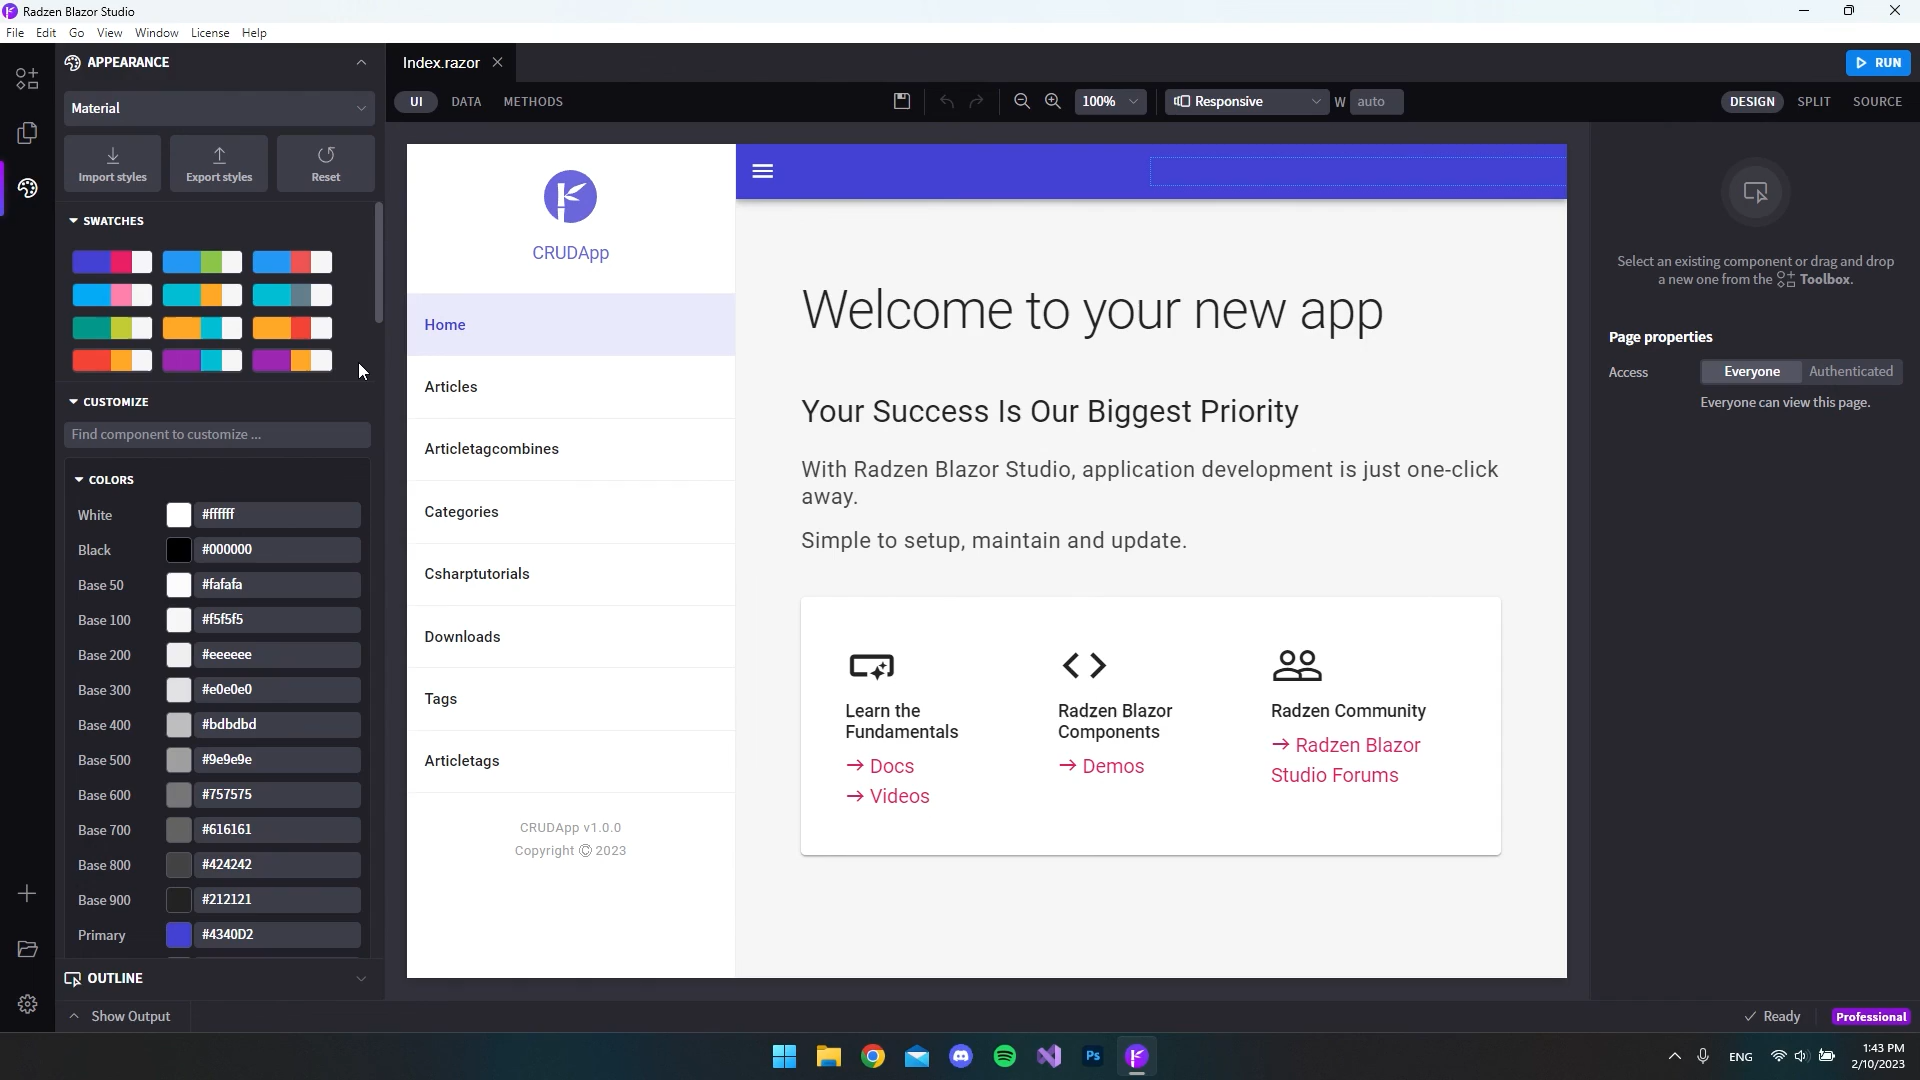 Radzen Blazor Studio
File Edit Go View Window License Help
APPEARANCE
Material
Import styles Export styles Reset
SWATCHES
CUSTOMIZE
Find component to customize ...
COLORS
White #ffffff
Black #000000
Base 50 #fafafa
Base 100 #f5f5f5
Base 200 #eeeeee
Base 300 #e0e0e0
Base 400 #bdbdbd
Base 500 #9e9e9e
Base 600 #757575
Base 700 #616161
Base 800 #424242
Base 900 #212121
Primary #4340D2
OUTLINE
Show Output
Index.razor
RUN
UI DATA METHODS
100%
Responsive
W auto
DESIGN SPLIT SOURCE
CRUDApp
Home
Articles
Articletagcombines
Categories
Csharptutorials
Downloads
Tags
Articletags
CRUDApp v1.0.0
Copyright © 2023
Welcome to your new app
Your Success Is Our Biggest Priority
With Radzen Blazor Studio, application development is just one-click
away.
Simple to setup, maintain and update.
Learn the
Fundamentals
→ Docs
→ Videos
Radzen Blazor
Components
→ Demos
Radzen Community
→ Radzen Blazor
Studio Forums
Select an existing component or drag and drop
a new one from the Toolbox.
Page properties
Access Everyone Authenticated
Everyone can view this page.
Ready
Professional
Ps
ENG
1:43 PM
2/10/2023